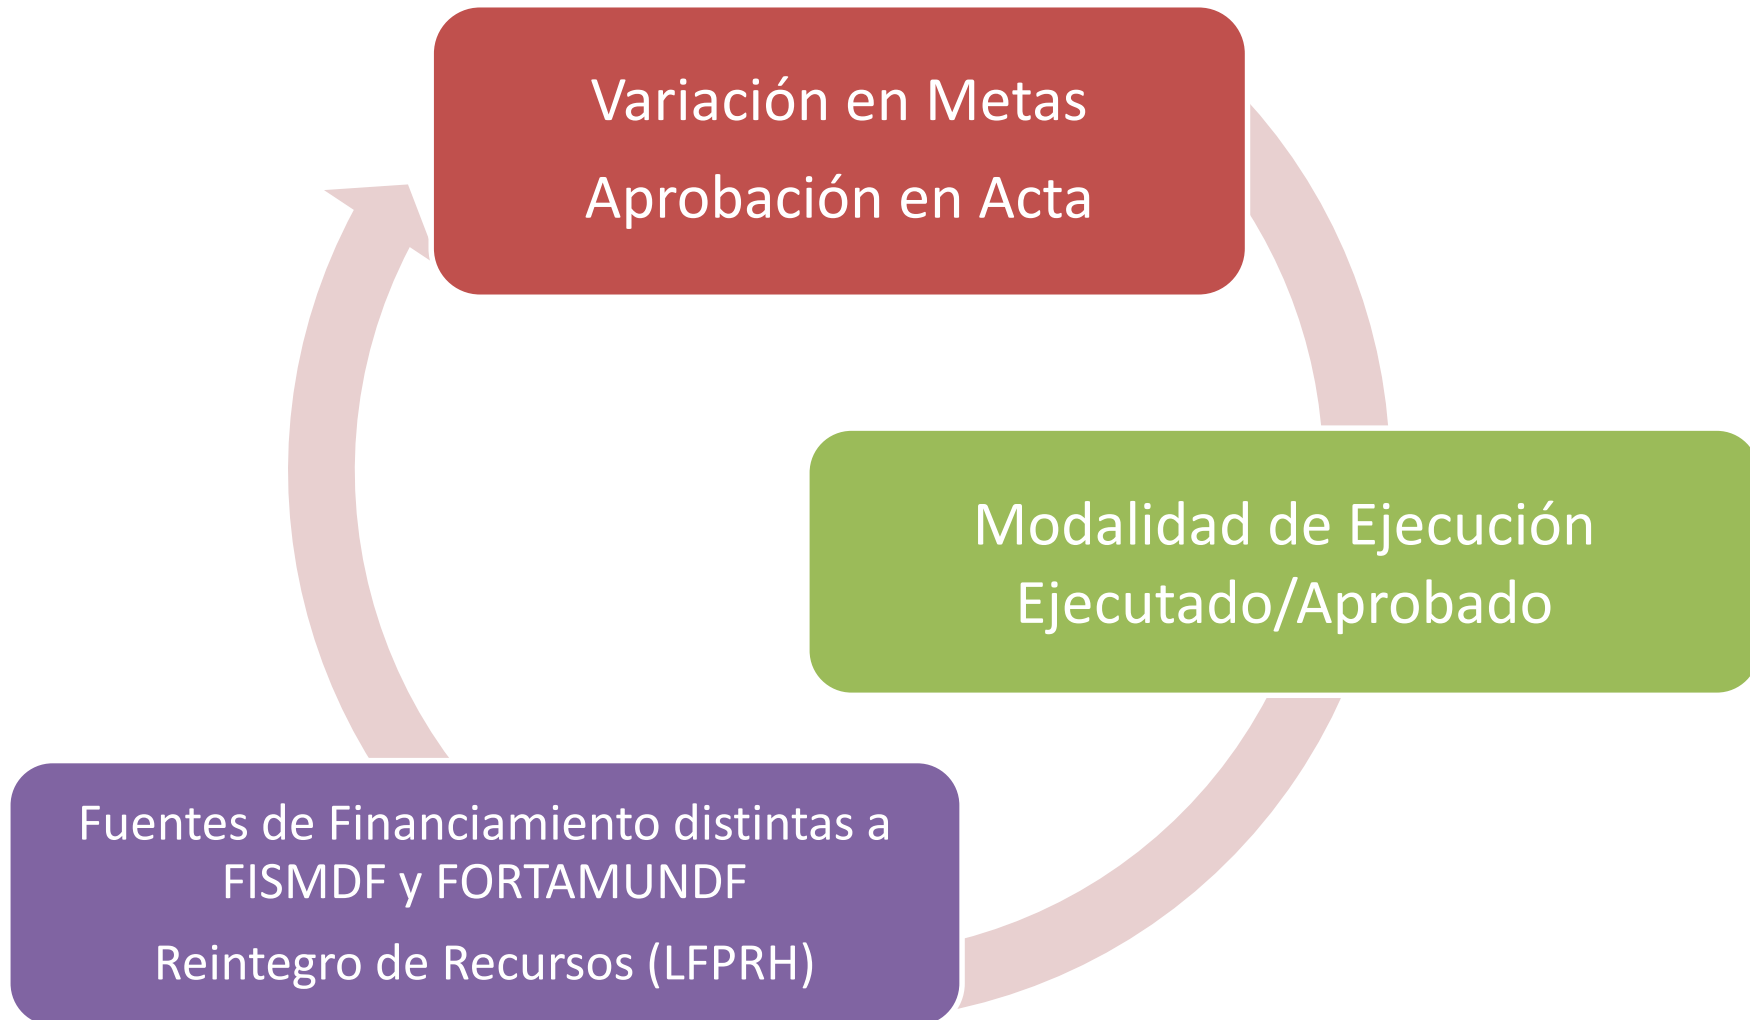 Variación en Metas
Aprobación en Acta
Modalidad de Ejecución
Ejecutado/Aprobado
Fuentes de Financiamiento distintas a
FISMDF y FORTAMUNDF
Reintegro de Recursos (LFPRH)